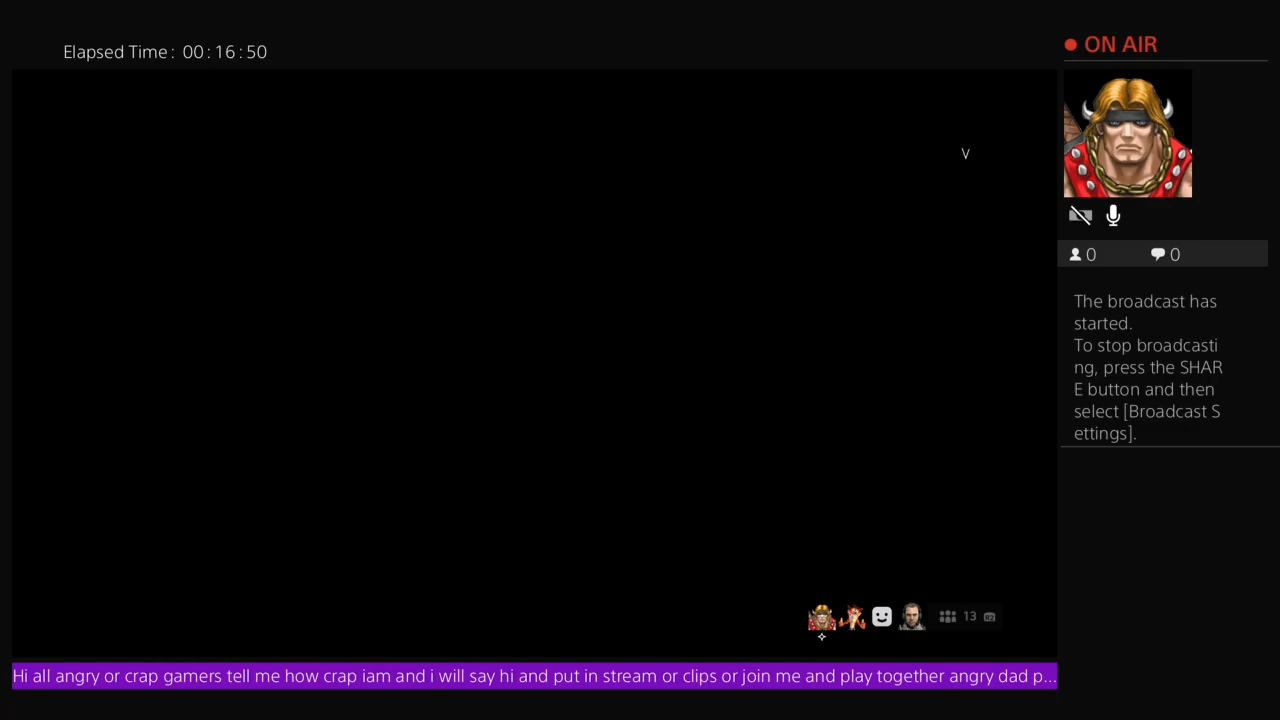 Elapsed Time: 00:16:50
ON AIR
V
0 0
The broadcast has
started.
To stop broadcasti
ng, press the SHAR
E button and then
select [Broadcast S
ettings].
13 R2
Hi all angry or crap gamers tell me how crap iam and i will say hi and put in stream or clips or join me and play together angry dad p...